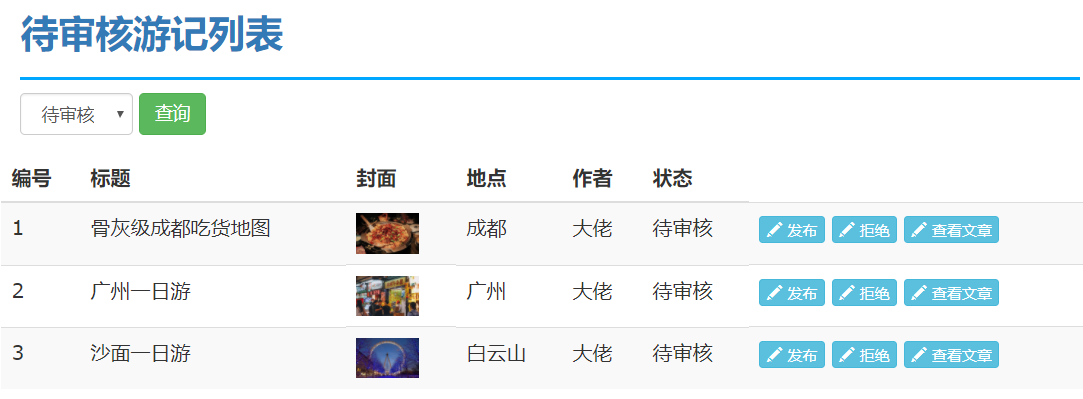 待审核游记列表
待审核 查询
编号 标题 封面 地点 作者 状态
1 骨灰级成都吃货地图 成都 大佬 待审核 发布 拒绝 查看文章
2 广州一日游 广州 大佬 待审核 发布 拒绝 查看文章
3 沙面一日游 白云山 大佬 待审核 发布 拒绝 查看文章